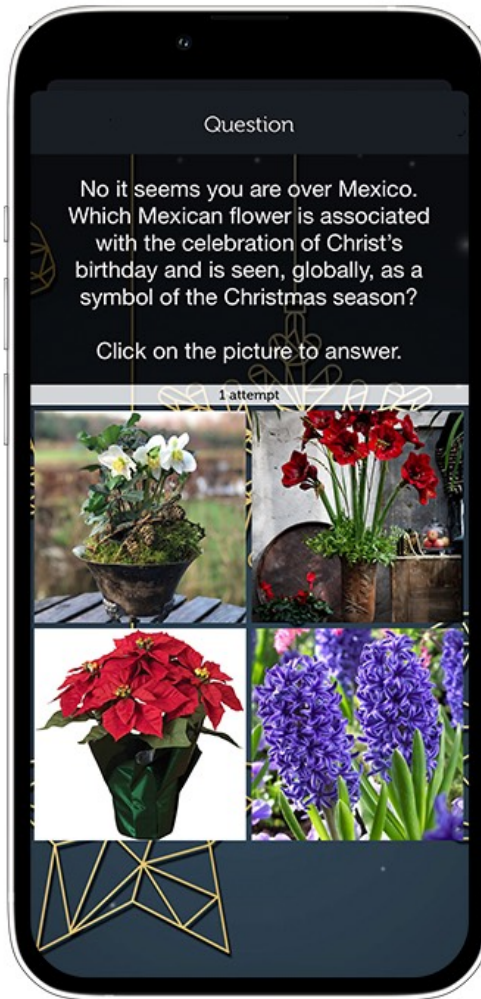 Question
No it seems you are over Mexico.
Which Mexican flower is associated
with the celebration of Christ's
birthday and is seen, globally, as a
symbol of the Christmas season?
Click on the picture to answer.
1 attempt